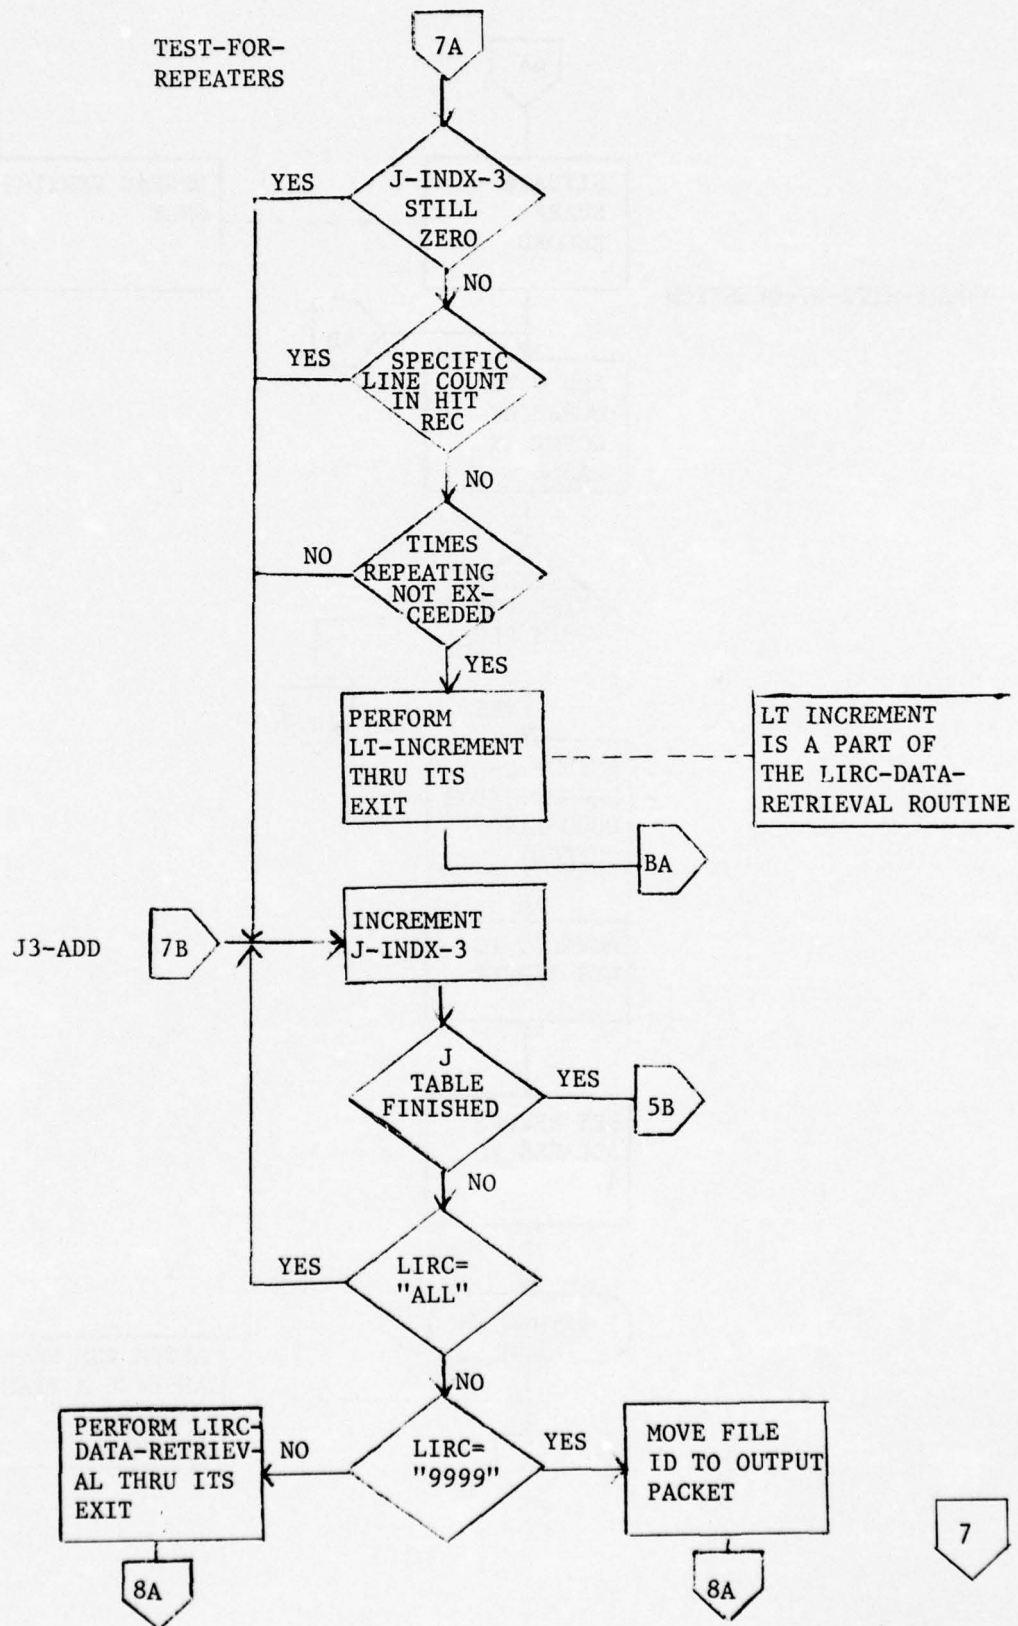 TEST-FOR-
REPEATERS
7A
J-INDX-3
STILL
ZERO
YES
NO
SPECIFIC
LINE COUNT
IN HIT
REC
YES
NO
TIMES
REPEATING
NOT EX-
CEEDED
NO
YES
PERFORM
LT-INCREMENT
THRU ITS
EXIT
LT INCREMENT
IS A PART OF
THE LIRC-DATA-
RETRIEVAL ROUTINE
BA
J3-ADD
7B
INCREMENT
J-INDX-3
J
TABLE
FINISHED
YES
5B
NO
LIRC=
"ALL"
YES
NO
LIRC=
"9999"
NO
YES
PERFORM LIRC-
DATA-RETRIEV-
AL THRU ITS
EXIT
MOVE FILE
ID TO OUTPUT
PACKET
8A
8A
7